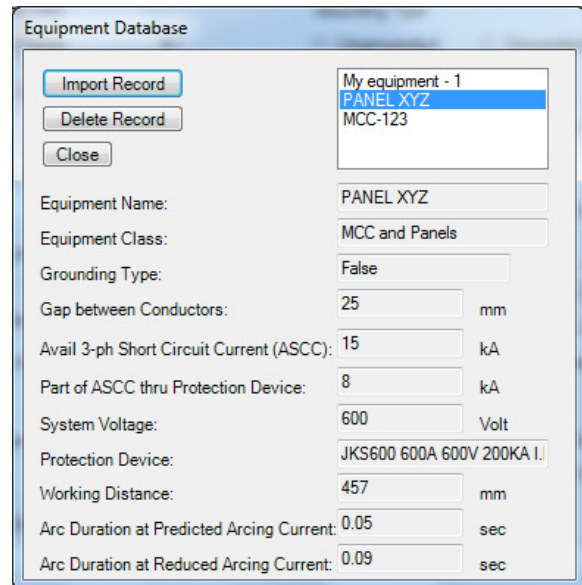 Equipment Database
Import Record
Delete Record
Close
My equipment - 1
PANEL XYZ
MCC-123
Equipment Name: PANEL XYZ
Equipment Class: MCC and Panels
Grounding Type: False
Gap between Conductors: 25 mm
Avail 3-ph Short Circuit Current (ASCC): 15 kA
Part of ASCC thru Protection Device: 8 kA
System Voltage: 600 Volt
Protection Device: JKS600 600A 600V 200KA I.
Working Distance: 457 mm
Arc Duration at Predicted Arcing Current: 0.05 sec
Arc Duration at Reduced Arcing Current: 0.09 sec